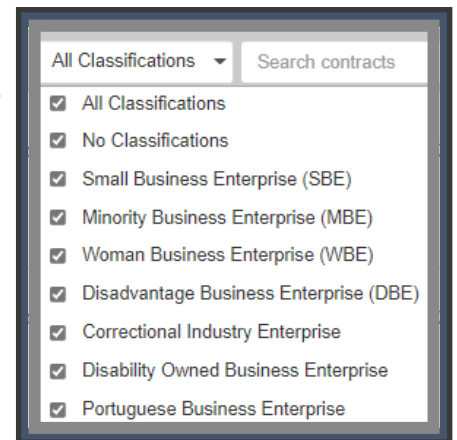 All Classifications Search contracts
All Classifications
No Classifications
Small Business Enterprise (SBE)
Minority Business Enterprise (MBE)
Woman Business Enterprise (WBE)
Disadvantage Business Enterprise (DBE)
Correctional Industry Enterprise
Disability Owned Business Enterprise
Portuguese Business Enterprise